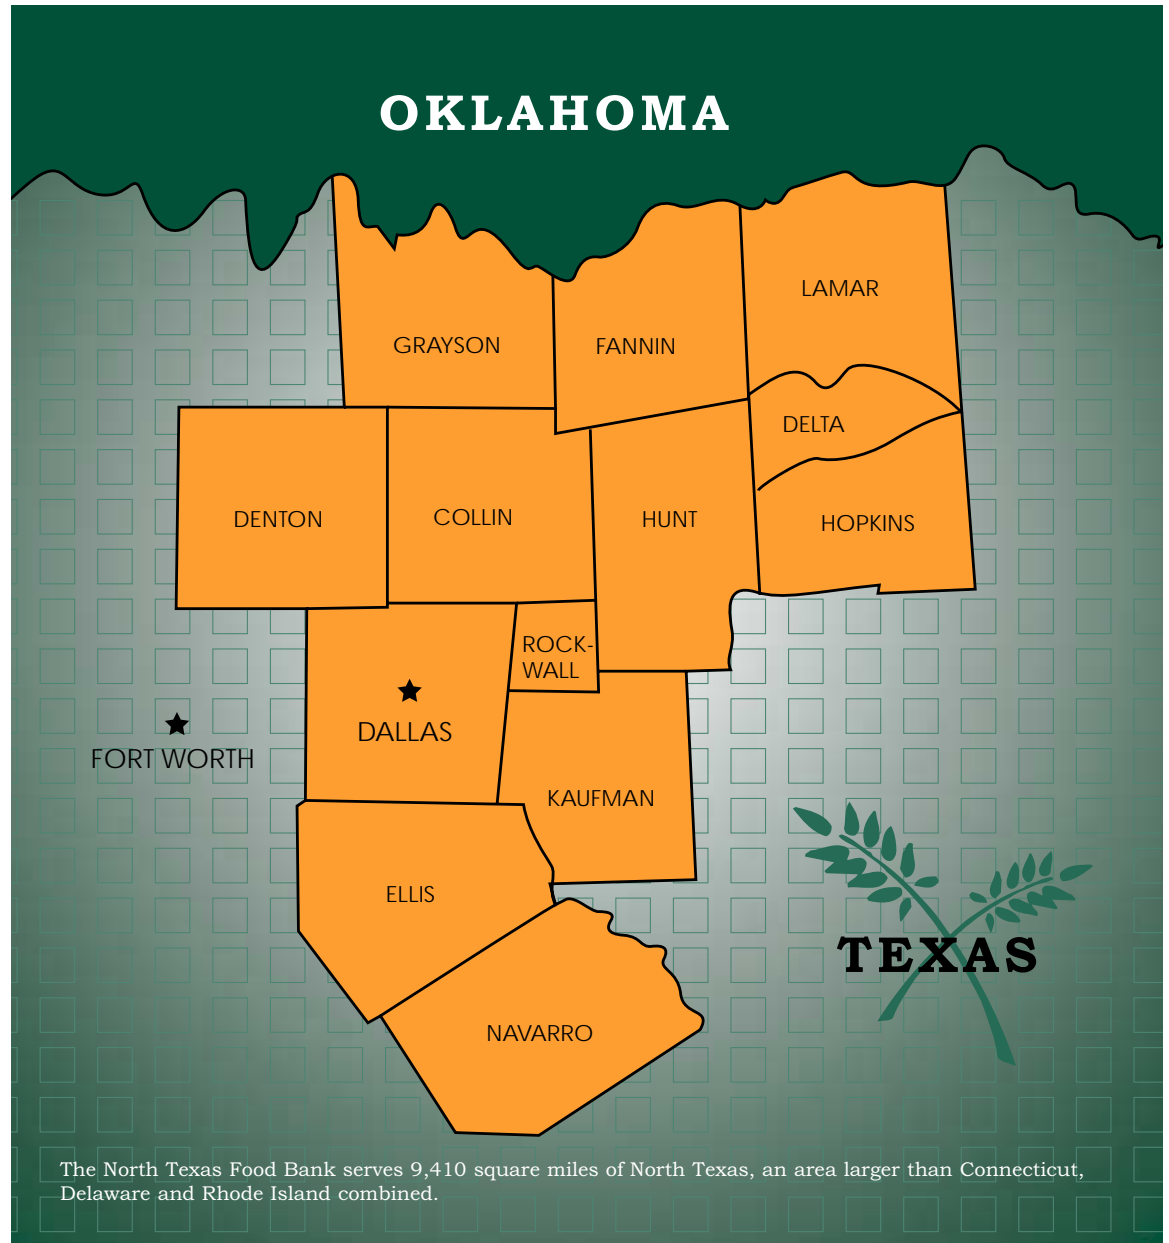 OKLAHOMA
LAMAR
GRAYSON
FANNIN
DELTA
DENTON
COLLIN
HUNT
HOPKINS
ROCK-
WALL
DALLAS
FORT WORTH
KAUFMAN
ELLIS
TEXAS
NAVARRO
The North Texas Food Bank serves 9,410 square miles of North Texas, an area larger than Connecticut,
Delaware and Rhode Island combined.